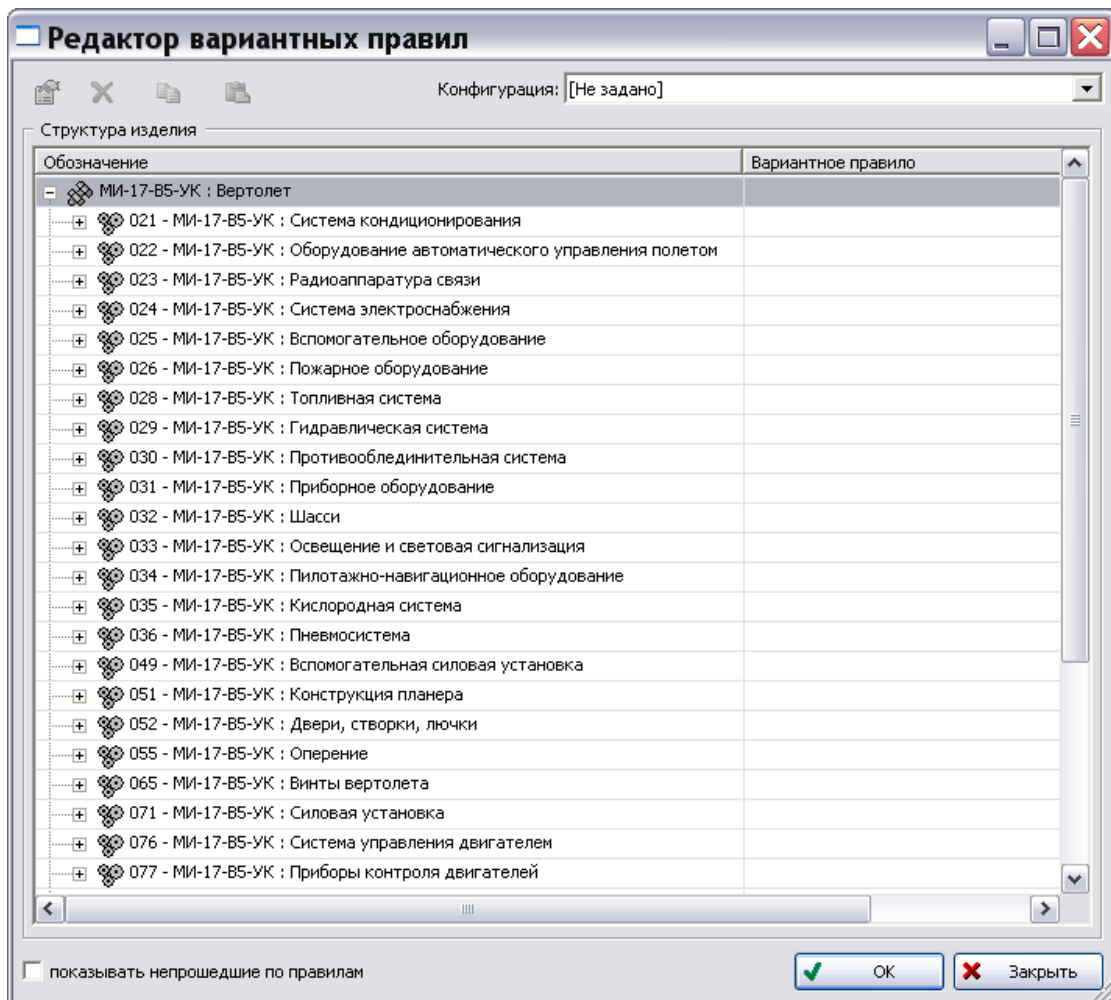 Редактор вариантных правил
Конфигурация: [Не задано]
Структура изделия
Обозначение Вариантное правило
МИ-17-В5-УК : Вертолет
021 - МИ-17-В5-УК : Система кондиционирования
022 - МИ-17-В5-УК : Оборудование автоматического управления полетом
023 - МИ-17-В5-УК : Радиоаппаратура связи
024 - МИ-17-В5-УК : Система электроснабжения
025 - МИ-17-В5-УК : Вспомогательное оборудование
026 - МИ-17-В5-УК : Пожарное оборудование
028 - МИ-17-В5-УК : Топливная система
029 - МИ-17-В5-УК : Гидравлическая система
030 - МИ-17-В5-УК : Противооблединительная система
031 - МИ-17-В5-УК : Приборное оборудование
032 - МИ-17-В5-УК : Шасси
033 - МИ-17-В5-УК : Освещение и световая сигнализация
034 - МИ-17-В5-УК : Пилотажно-навигационное оборудование
035 - МИ-17-В5-УК : Кислородная система
036 - МИ-17-В5-УК : Пневмосистема
049 - МИ-17-В5-УК : Вспомогательная силовая установка
051 - МИ-17-В5-УК : Конструкция планера
052 - МИ-17-В5-УК : Двери, створки, лючки
055 - МИ-17-В5-УК : Оперение
065 - МИ-17-В5-УК : Винты вертолета
071 - МИ-17-В5-УК : Силовая установка
076 - МИ-17-В5-УК : Система управления двигателем
077 - МИ-17-В5-УК : Приборы контроля двигателей
показывать непрошедшие по правилам ОК Закрыть